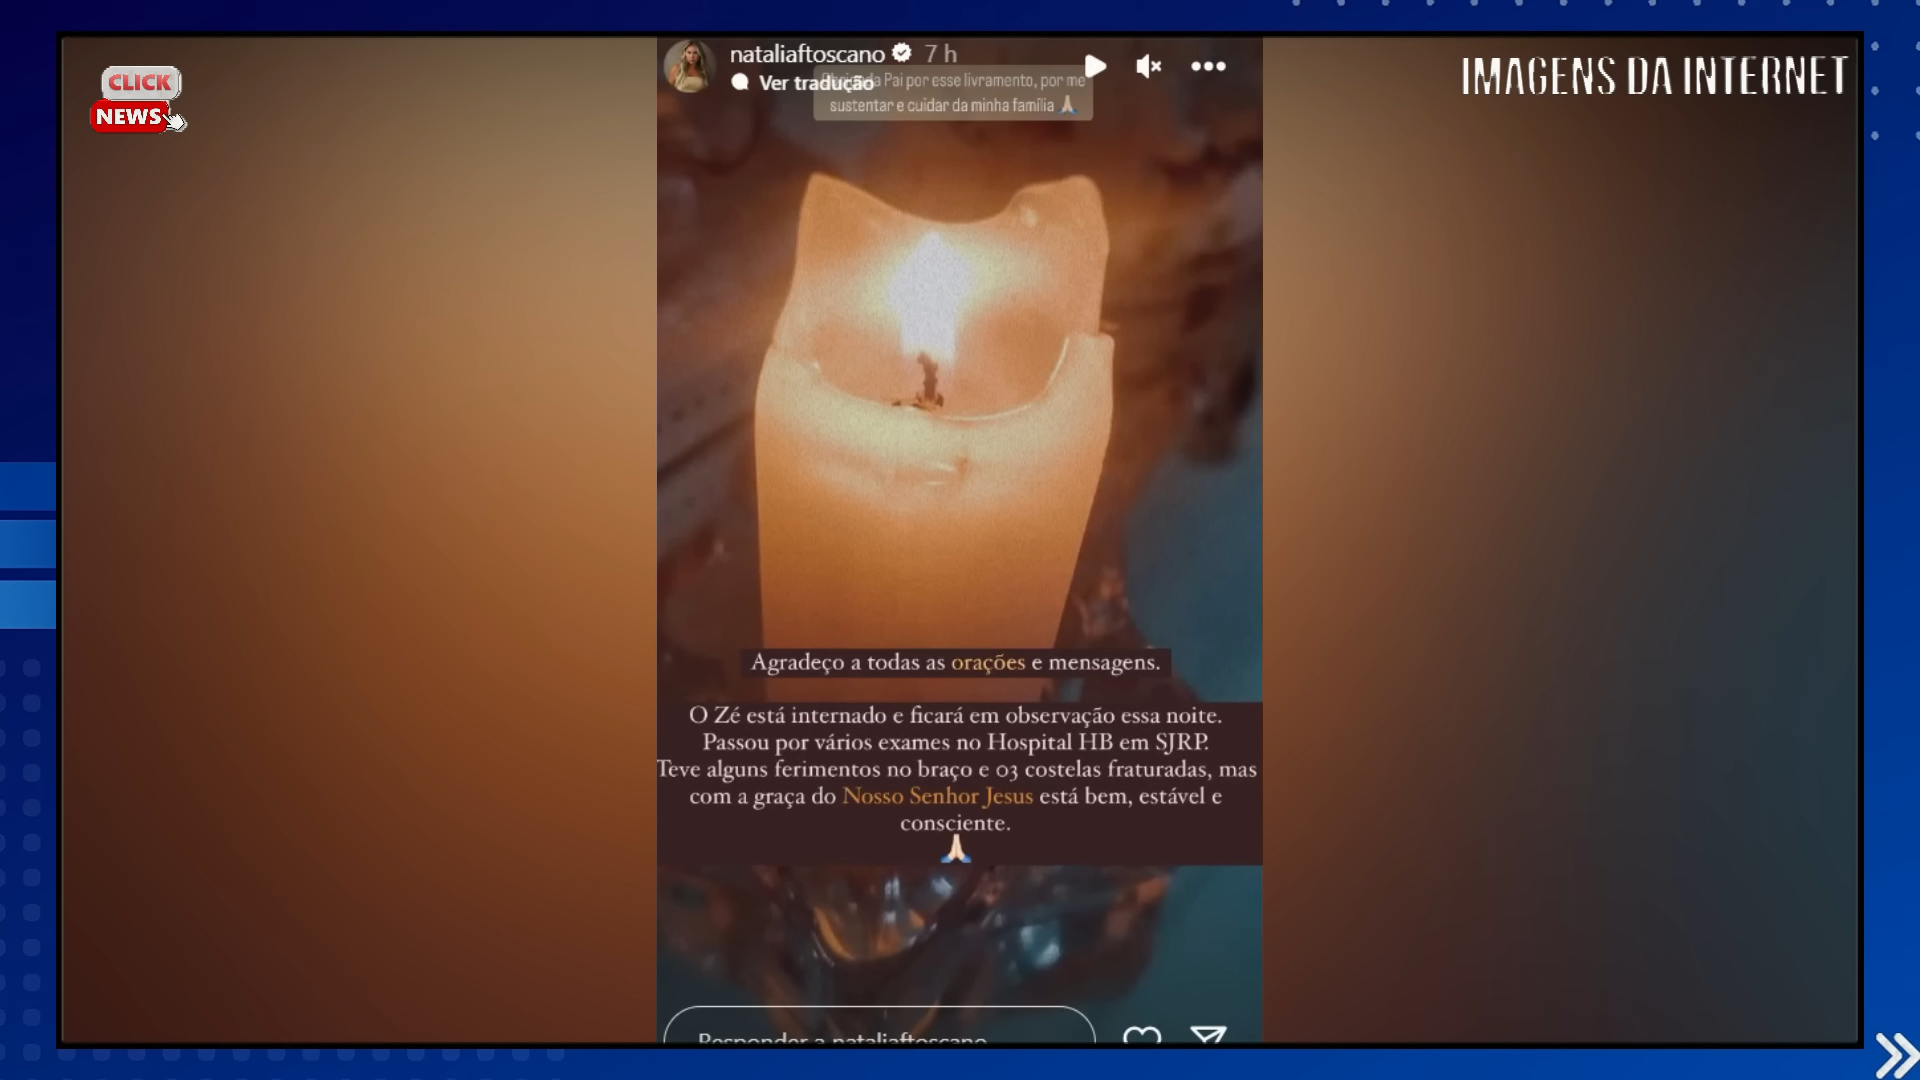 CLICK
NEWS
IMAGENS DA INTERNET
nataliaftoscano 7 h
Ver tradução
Pai por esse livramento, por me
sustentar e cuidar da minha família 🙏🏻
Agradeço a todas as orações e mensagens.
O Zé está internado e ficará em observação essa noite.
Passou por vários exames no Hospital HB em SJRP.
Teve alguns ferimentos no braço e 03 costelas fraturadas, mas
com a graça do Nosso Senhor Jesus está bem, estável e
consciente.
🙏🏻
Responder a nataliaftoscano